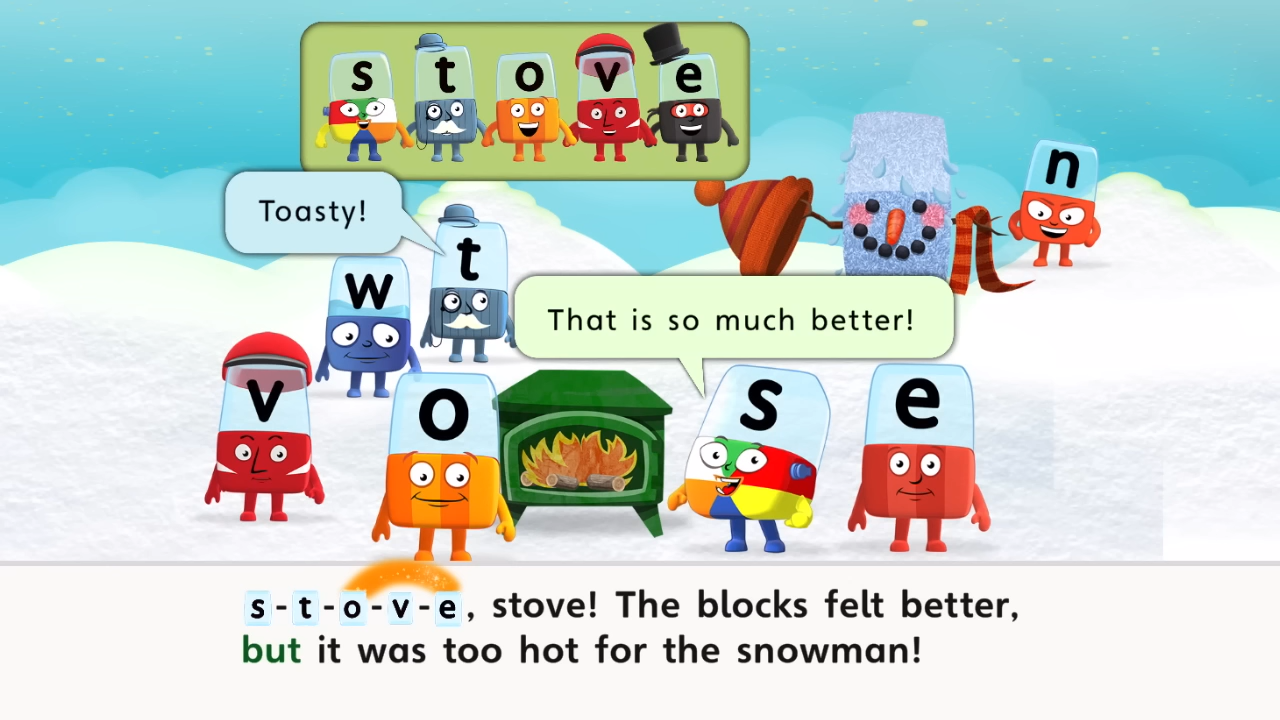 s t o v e
Toasty!
n
t
w
That is so much better!
v
o
s
e
s-t-o-v-e, stove! The blocks felt better,
but it was too hot for the snowman!